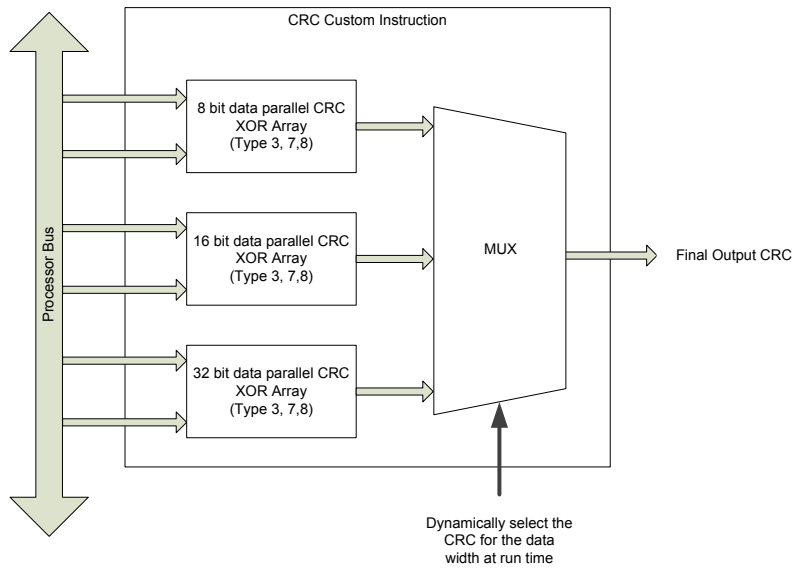 CRC Custom Instruction
Processor Bus
8 bit data parallel CRC
XOR Array
(Type 3, 7,8)
16 bit data parallel CRC
XOR Array
(Type 3, 7,8)
32 bit data parallel CRC
XOR Array
(Type 3, 7,8)
MUX
Final Output CRC
Dynamically select the
CRC for the data
width at run time